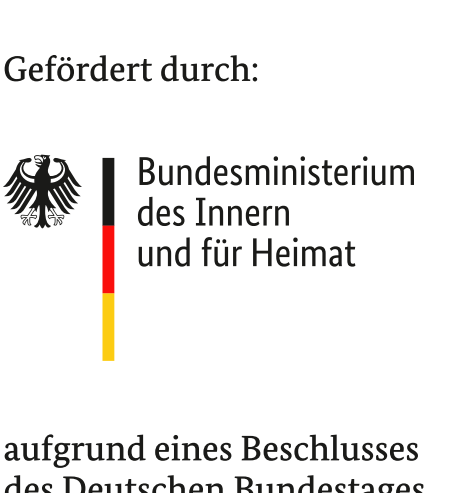 Gefördert durch:
Bundesministerium
des Innern
und für Heimat
aufgrund eines Beschlusses
des Deutschen Bundestages